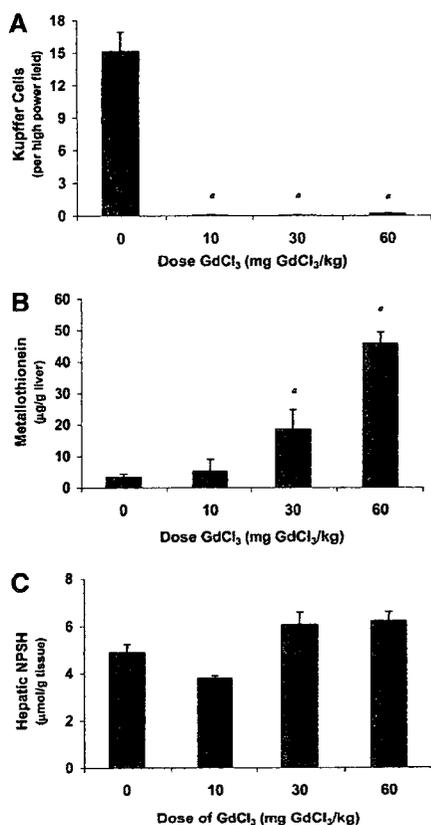 A
Kupffer Cells
(per high power field)
18
15
12
9
6
3
0
a
a
a
0 10 30 60
Dose GdCl₃ (mg GdCl₃/kg)
B
Metallothionein
(µg/g liver)
60
50
40
30
20
10
0
a
a
0 10 30 60
Dose GdCl₃ (mg GdCl₃/kg)
C
Hepatic NPSH
(µmol/g tissue)
8
6
4
2
0
0 10 30 60
Dose of GdCl₃ (mg GdCl₃/kg)